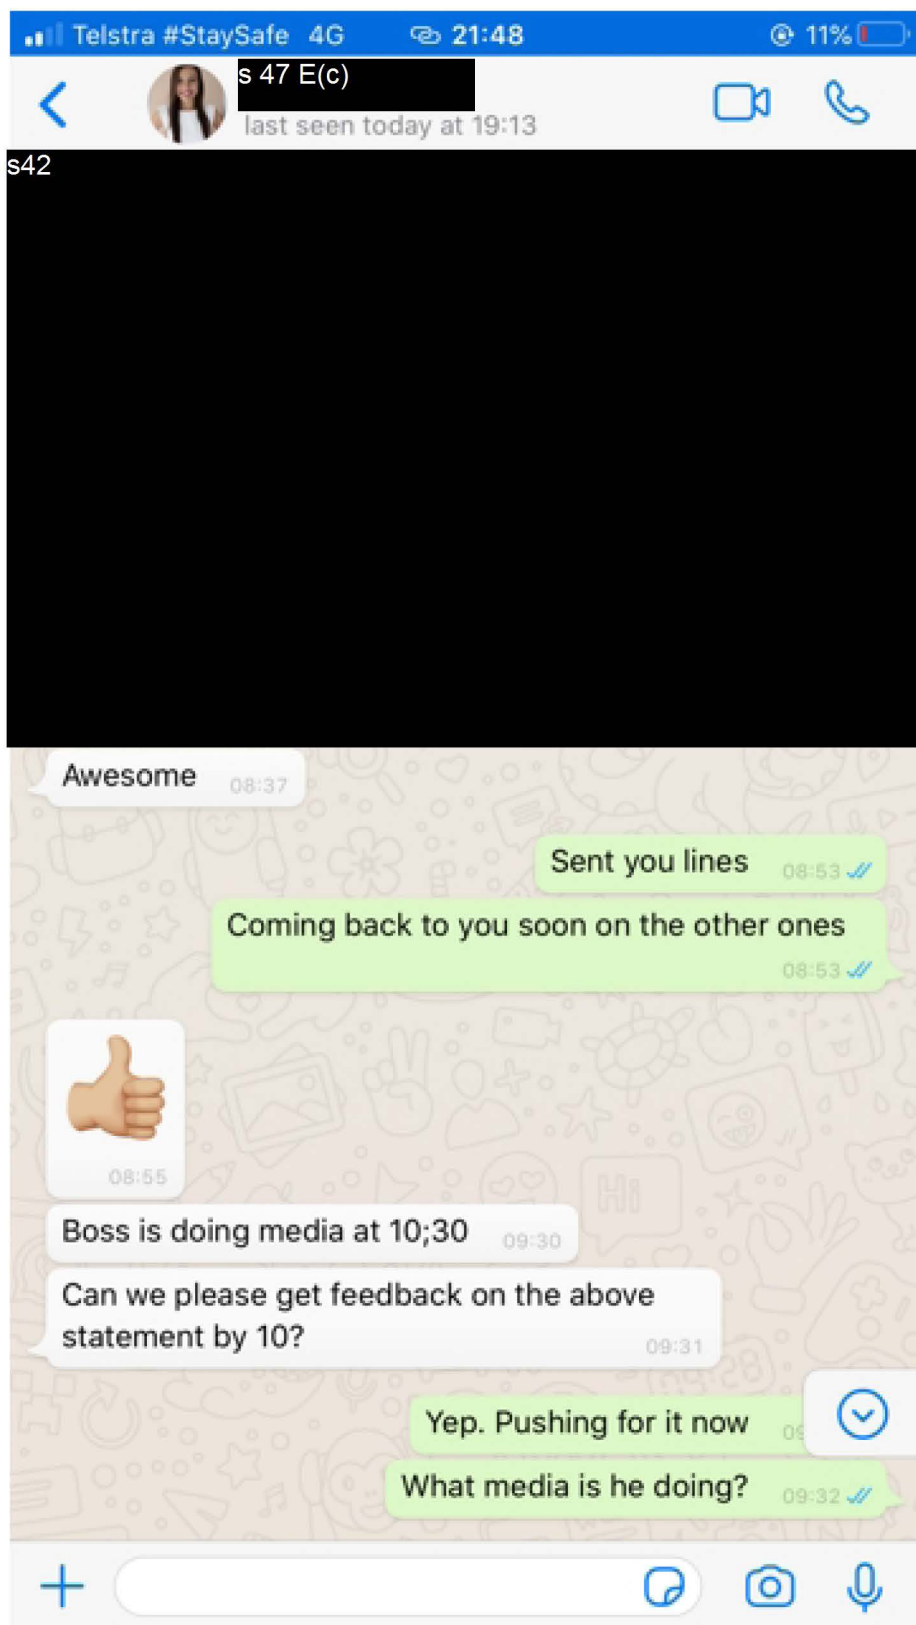 Telstra #StaySafe 4G 21:48 11%
s 47 E(c)
last seen today at 19:13
s42
Awesome 08:37
Sent you lines 08:53
Coming back to you soon on the other ones
08:53
08:55
Boss is doing media at 10;30 09:30
Can we please get feedback on the above
statement by 10? 09:31
Yep. Pushing for it now
What media is he doing? 09:32